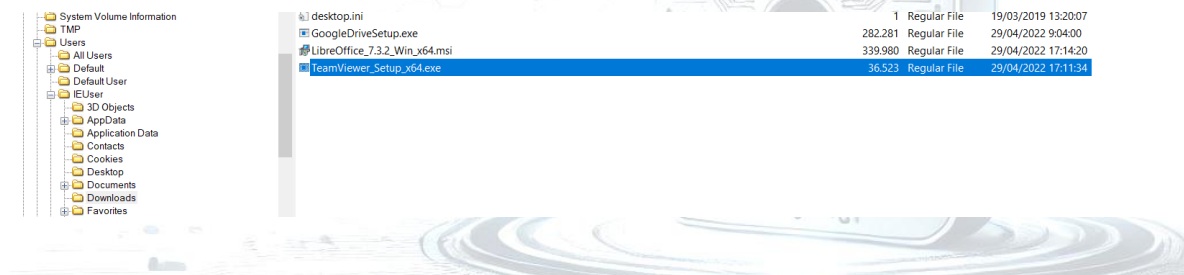 System Volume Information
TMP
Users
All Users
Default
Default User
IEUser
3D Objects
AppData
Application Data
Contacts
Cookies
Desktop
Documents
Downloads
Favorites
desktop.ini 1 Regular File 19/03/2019 13:20:07
GoogleDriveSetup.exe 282.281 Regular File 29/04/2022 9:04:00
LibreOffice_7.3.2_Win_x64.msi 339.980 Regular File 29/04/2022 17:14:20
TeamViewer_Setup_x64.exe 36.523 Regular File 29/04/2022 17:11:34